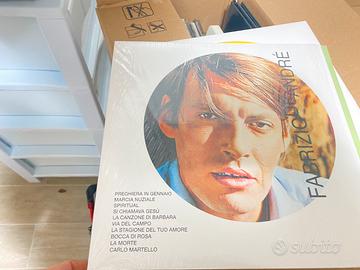 FABRIZIO DE ANDRÉ
PREGHIERA IN GENNAIO
MARCIA NUZIALE
SPIRITUAL
SI CHIAMAVA GESÙ
LA CANZONE DI BARBARA
VIA DEL CAMPO
LA STAGIONE DEL TUO AMORE
BOCCA DI ROSA
LA MORTE
CARLO MARTELLO
subito